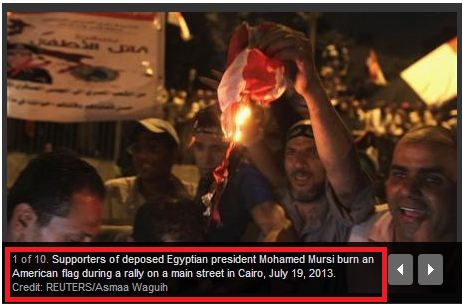 1 of 10. Supporters of deposed Egyptian president Mohamed Mursi burn an
American flag during a rally on a main street in Cairo, July 19, 2013.
Credit: REUTERS/Asmaa Waguih